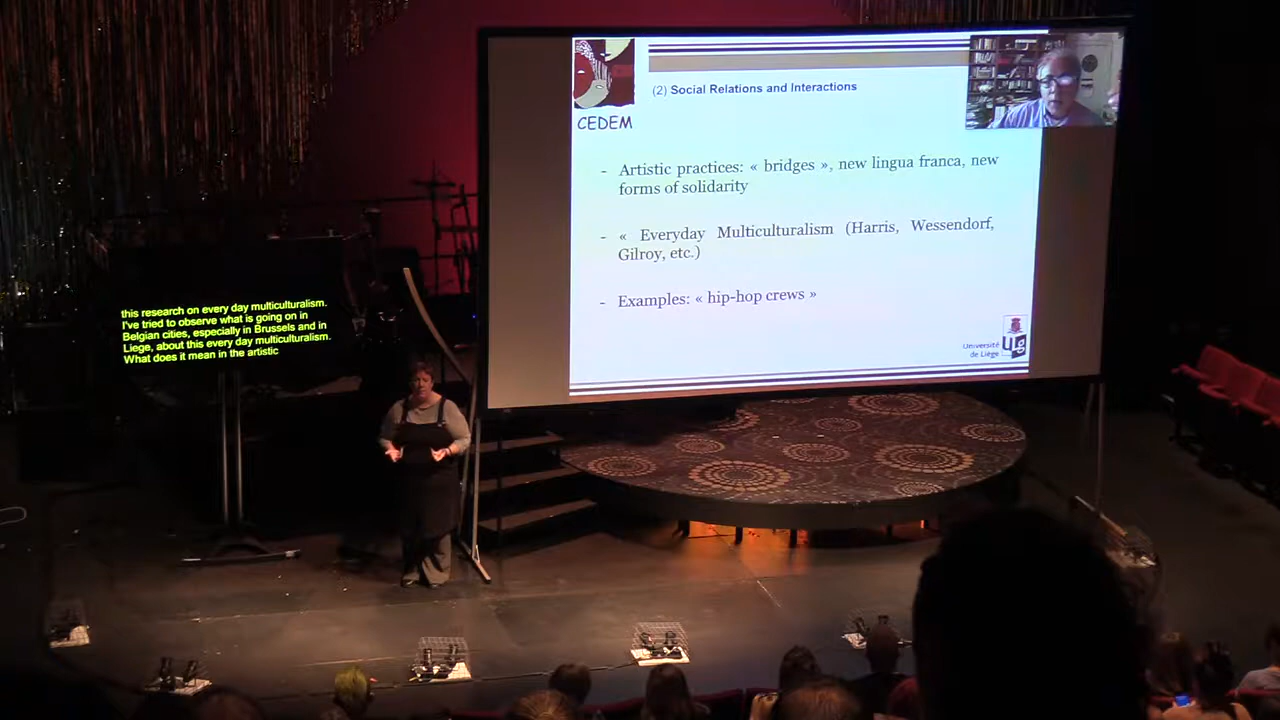 (2) Social Relations and Interactions
CEDEM
- Artistic practices: « bridges », new lingua franca, new
forms of solidarity
- « Everyday Multiculturalism (Harris, Wessendorf,
Gilroy, etc.)
- Examples: « hip-hop crews »
Université
de Liège
ULg
this research on every day multiculturalism.
I've tried to observe what is going on in
Belgian cities, especially in Brussels and in
Liege, about this every day multiculturalism.
What does it mean in the artistic